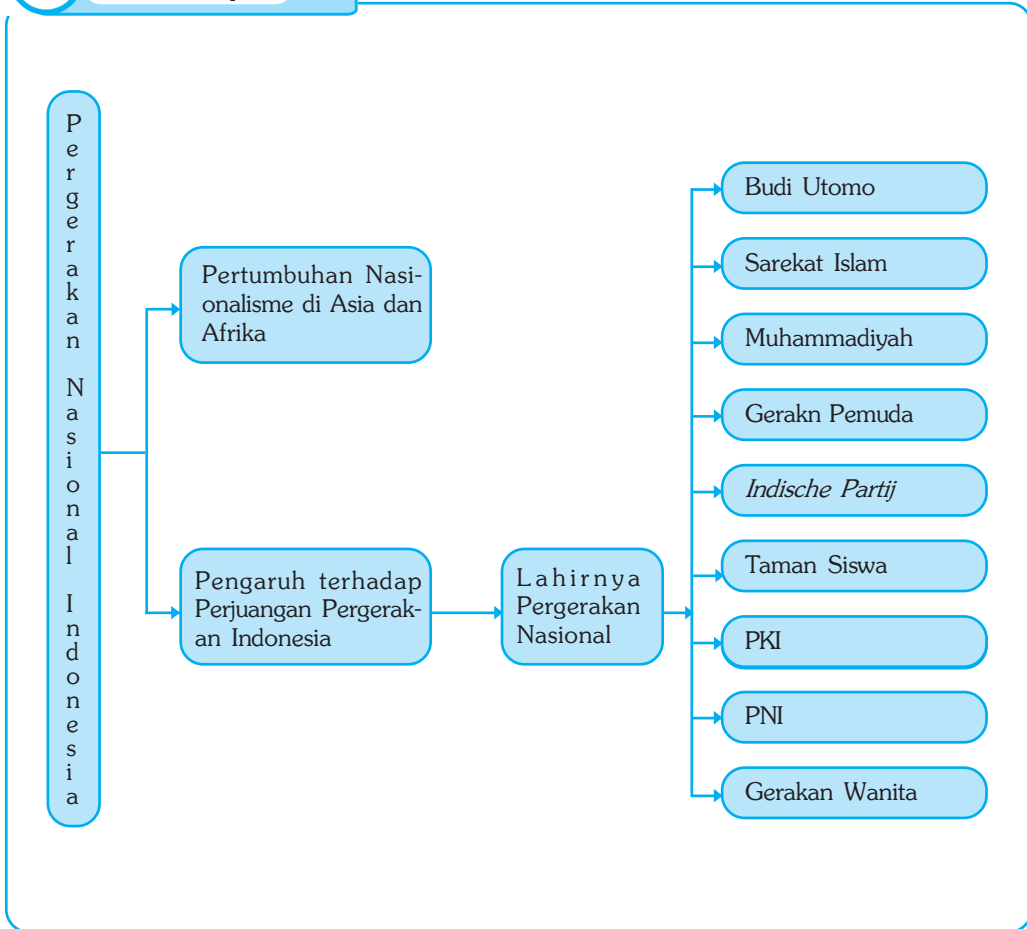 Pergerakan Nasional Indonesia
Pertumbuhan Nasi-
onalisme di Asia dan
Afrika
Pengaruh terhadap
Perjuangan Pergerak-
an Indonesia
Lahirnya
Pergerakan
Nasional
Budi Utomo
Sarekat Islam
Muhammadiyah
Gerakn Pemuda
Indische Partij
Taman Siswa
PKI
PNI
Gerakan Wanita